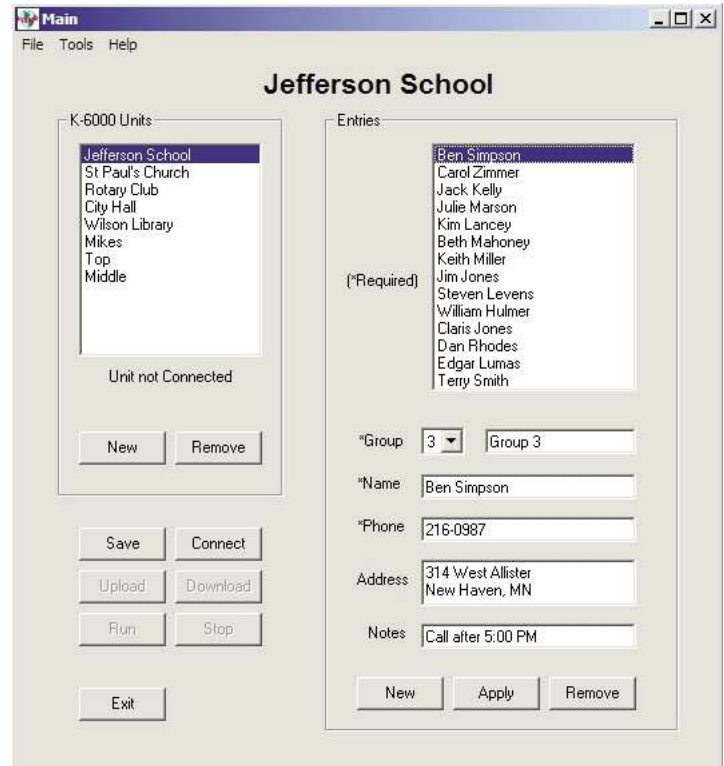 Main
File Tools Help
Jefferson School
K-6000 Units
Jefferson School
St Paul's Church
Rotary Club
City Hall
Wilson Library
Mikes
Top
Middle
Unit not Connected
New Remove
Save Connect
Upload Download
Run Stop
Exit
Entries
(*Required)
Ben Simpson
Carol Zimmer
Jack Kelly
Julie Marson
Kim Lancey
Beth Mahoney
Keith Miller
Jim Jones
Steven Levens
William Hulmer
Claris Jones
Dan Rhodes
Edgar Lumas
Terry Smith
*Group 3 Group 3
*Name Ben Simpson
*Phone 216-0987
Address 314 West Allister
New Haven, MN
Notes Call after 5:00 PM
New Apply Remove